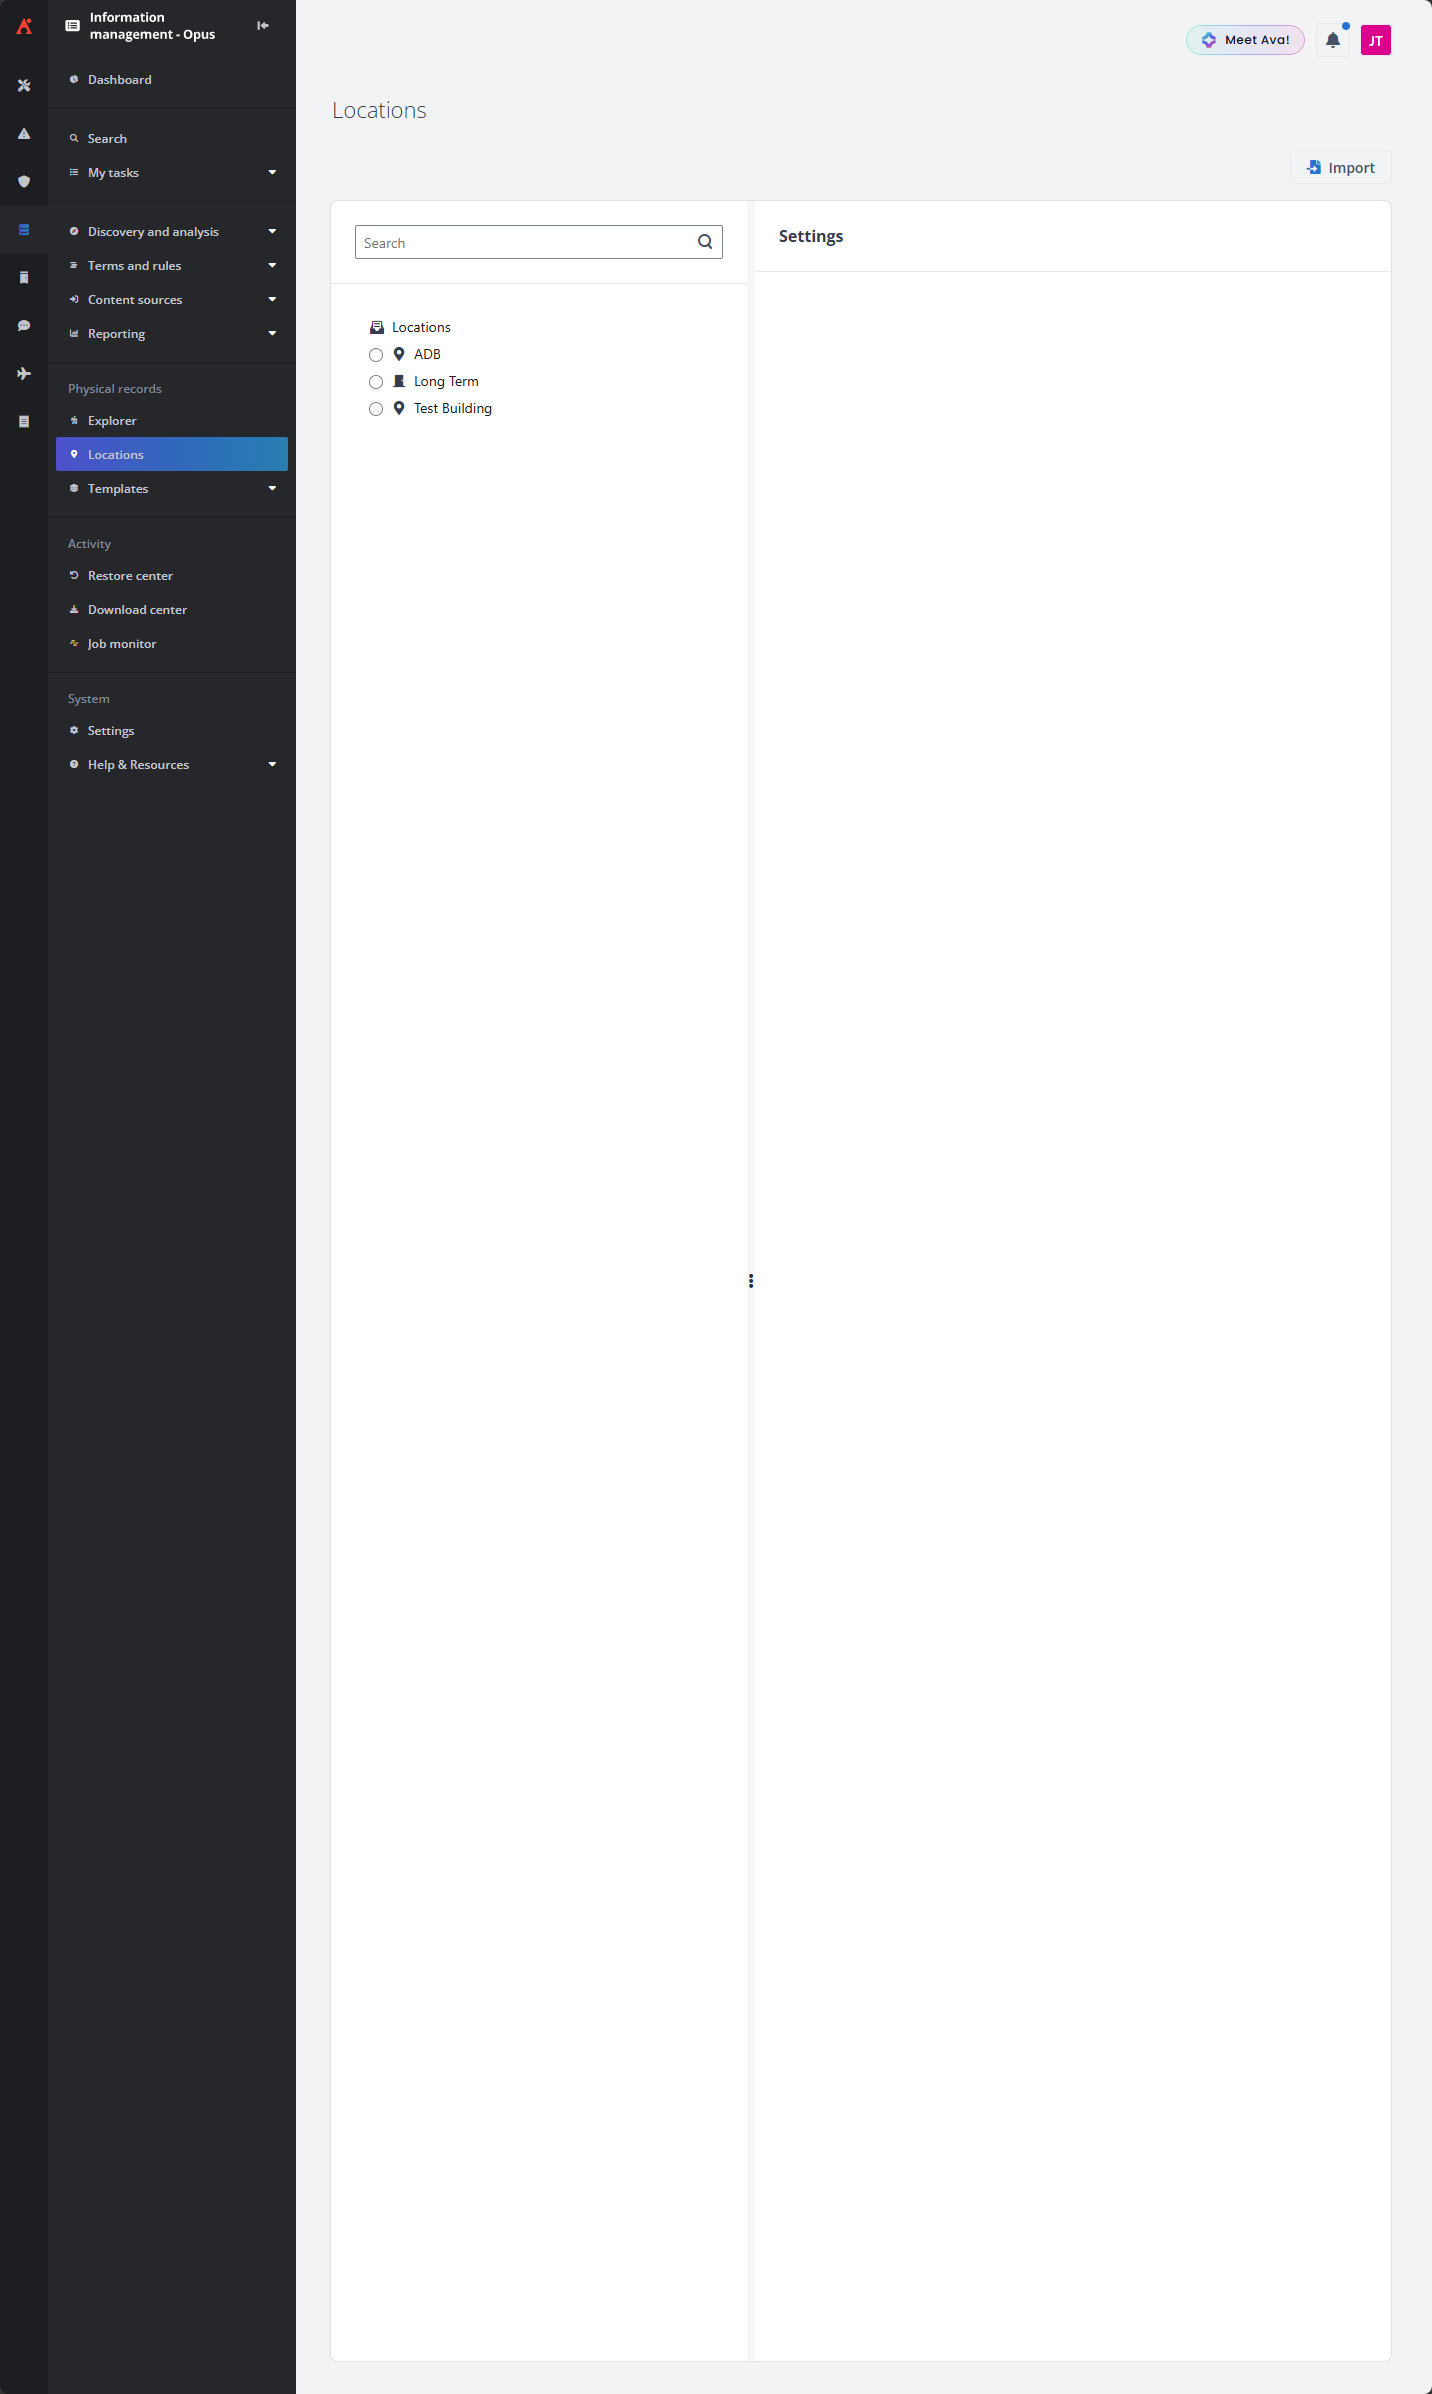 Information
management - Opus
Dashboard
Search
My tasks
Discovery and analysis
Terms and rules
Content sources
Reporting
Physical records
Explorer
Locations
Templates
Activity
Restore center
Download center
Job monitor
System
Settings
Help & Resources
Meet Ava!
JT
Locations
Import
Search
Locations
ADB
Long Term
Test Building
Settings